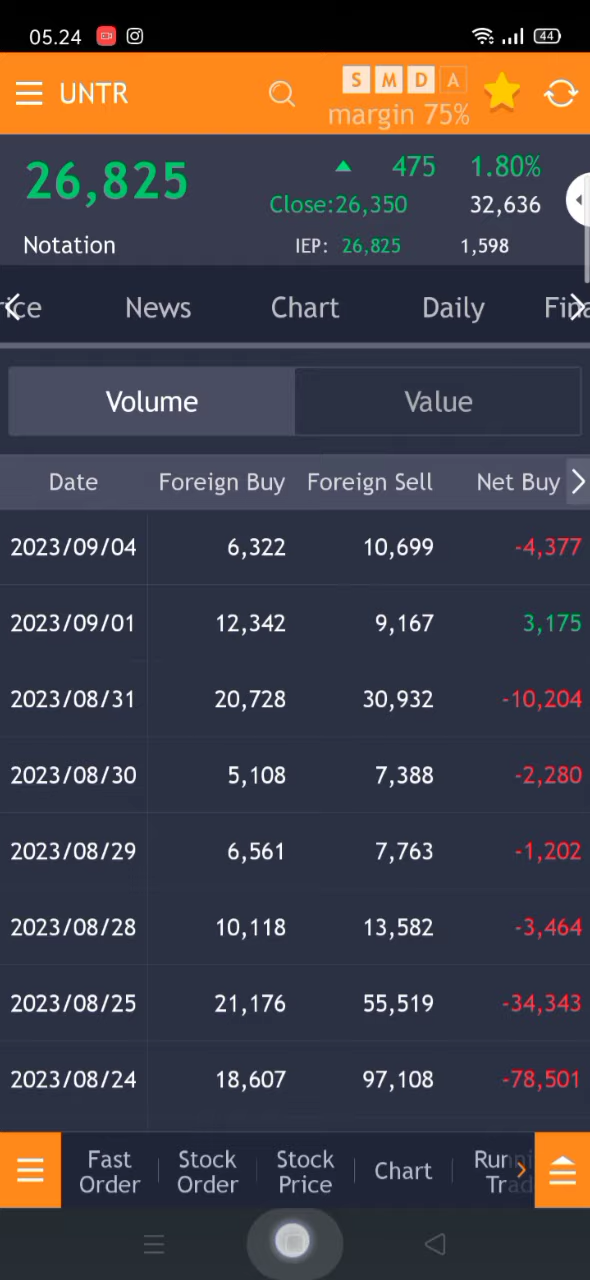 05.24 44
UNTR S M D A
margin 75%
26,825 475 1.80%
Close:26,350 32,636
Notation IEP: 26,825 1,598
rice News Chart Daily Fina
Volume Value
Date Foreign Buy Foreign Sell Net Buy
2023/09/04 6,322 10,699 -4,377
2023/09/01 12,342 9,167 3,175
2023/08/31 20,728 30,932 -10,204
2023/08/30 5,108 7,388 -2,280
2023/08/29 6,561 7,763 -1,202
2023/08/28 10,118 13,582 -3,464
2023/08/25 21,176 55,519 -34,343
2023/08/24 18,607 97,108 -78,501
Fast Order Stock Order Stock Price Chart Runni Trad